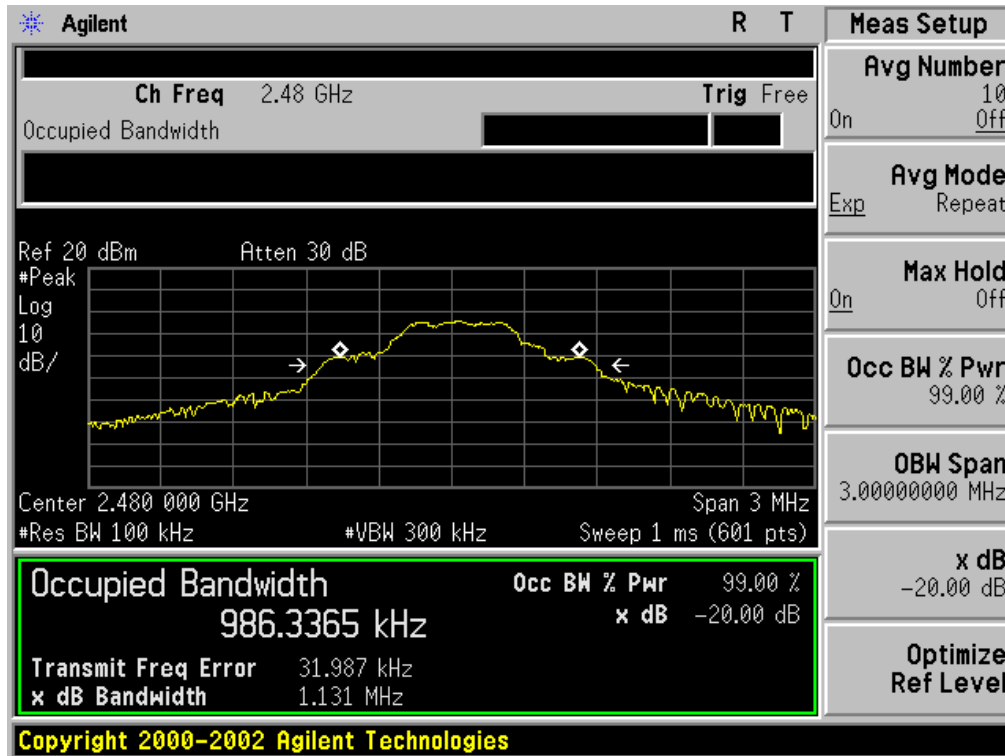 Agilent R T
Ch Freq 2.48 GHz Trig Free
Occupied Bandwidth
Ref 20 dBm Atten 30 dB
#Peak
Log
10
dB/
Center 2.480 000 GHz Span 3 MHz
#Res BW 100 kHz #VBW 300 kHz Sweep 1 ms (601 pts)
Occupied Bandwidth Occ BW % Pwr 99.00 %
986.3365 kHz x dB -20.00 dB
Transmit Freq Error 31.987 kHz
x dB Bandwidth 1.131 MHz
Copyright 2000-2002 Agilent Technologies
Meas Setup
Avg Number
10
On Off
Avg Mode
Exp Repeat
Max Hold
On Off
Occ BW % Pwr
99.00 %
OBW Span
3.00000000 MHz
x dB
-20.00 dB
Optimize
Ref Level